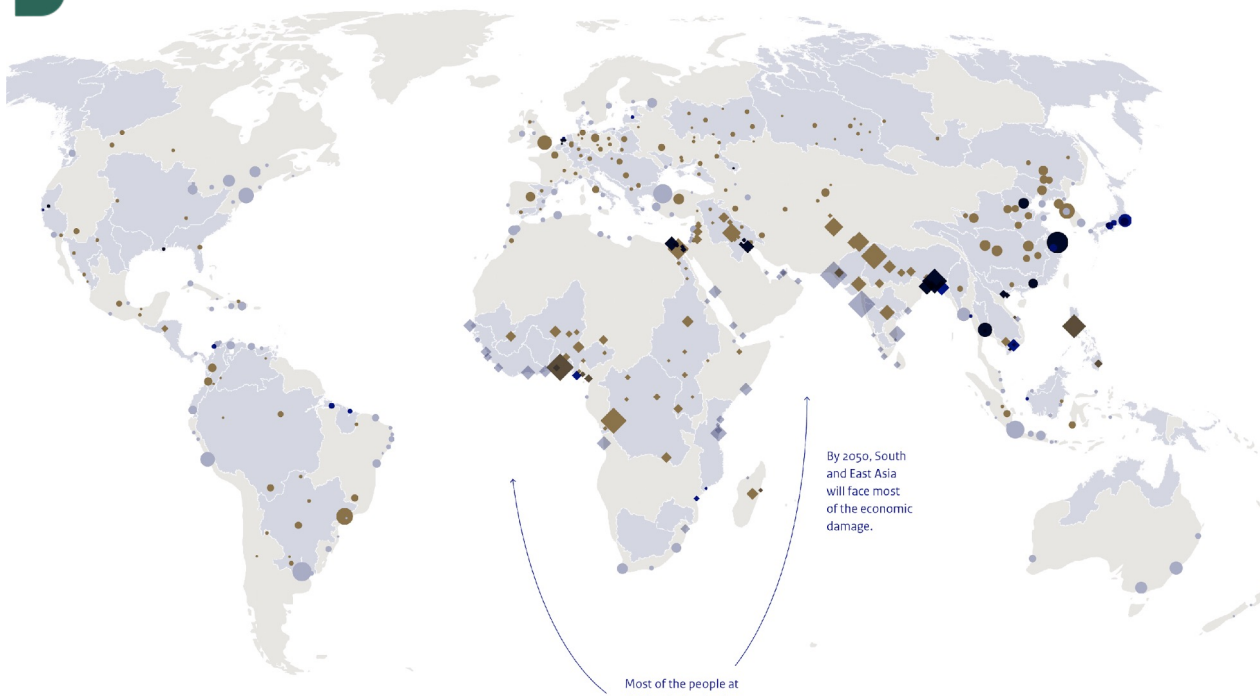 By 2050, South
and East Asia
will face most
of the economic
damage.
Most of the people at